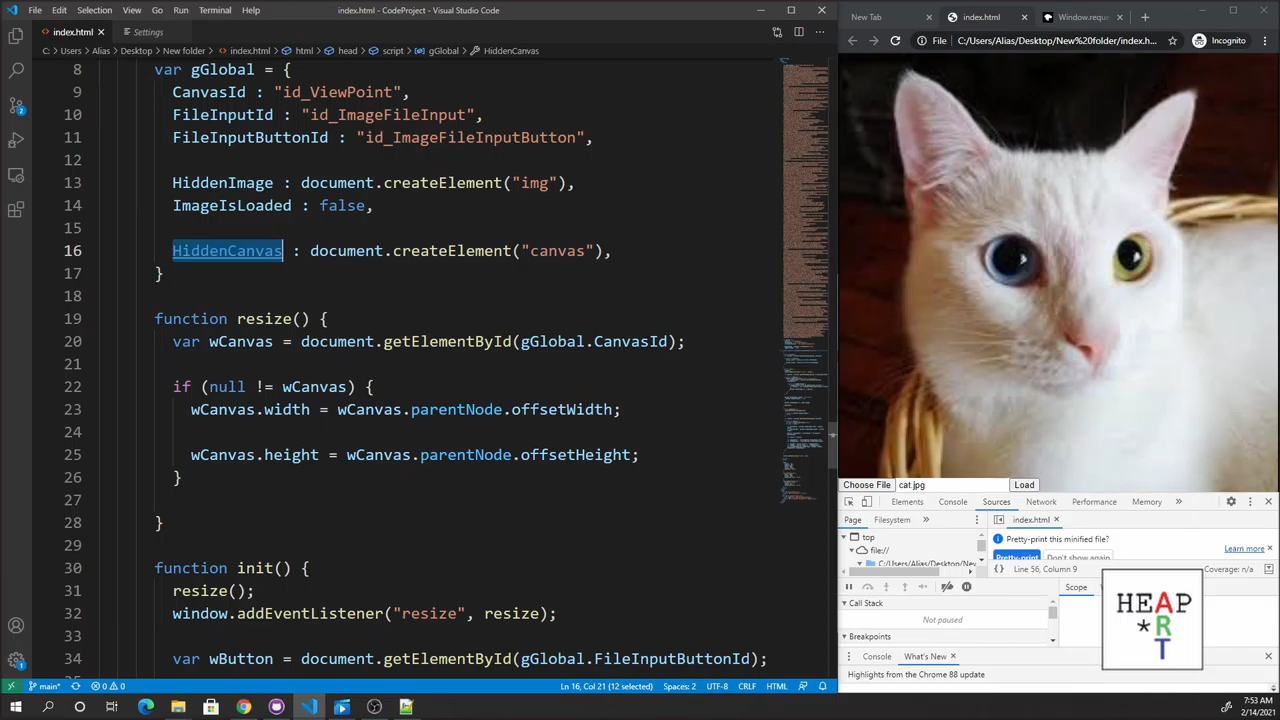 File Edit Selection View Go Run Terminal Help index.html - CodeProject - Visual Studio Code
index.html Settings
C: > Users > Alias > Desktop > New folder > index.html > html > head > script > gGlobal > HiddenCanvas
8 var gGlobal = {
9 CanvasId : "id_ViewPoint",
10 FileInputId : "id_ImageFileInput",
11 FileInputButtonId : "id_ImageFileInputButton",
12
13 HiddenImage : document.createElement("img"),
14 ImageIsLoaded : false,
15
16 HiddenCanvas : document.createElement("canvas"),
17 }
18
19 function resize() {
20 var wCanvas = document.getElementById(gGlobal.CanvasId);
21
22 if (null != wCanvas) {
23 wCanvas.width = wCanvas.parentNode.offsetWidth;
24
25 wCanvas.height = wCanvas.parentNode.offsetHeight;
26 }
27
28 }
29
30 function init() {
31 resize();
32 window.addEventListener("resize", resize);
33
34 var wButton = document.getElementById(gGlobal.FileInputButtonId);
main* 0 0 Ln 16, Col 21 (12 selected) Spaces: 2 UTF-8 CRLF HTML
New Tab index.html Window.reque
File C:/Users/Alias/Desktop/New%20folder/index.h... Incognito
Choose File cat.jpg Load
Elements Console Sources Network Performance Memory »
Page Filesystem » index.html
top
file://
C:/Users/Alias/Desktop/Nev
Pretty-print this minified file?
Learn more
Pretty-print Don't show again
{} Line 56, Column 9 Coverage: n/a
Scope
Call Stack
Not paused
Breakpoints
Console What's New
Highlights from the Chrome 88 update
HEAP
*R
T
7:53 AM
2/14/2021